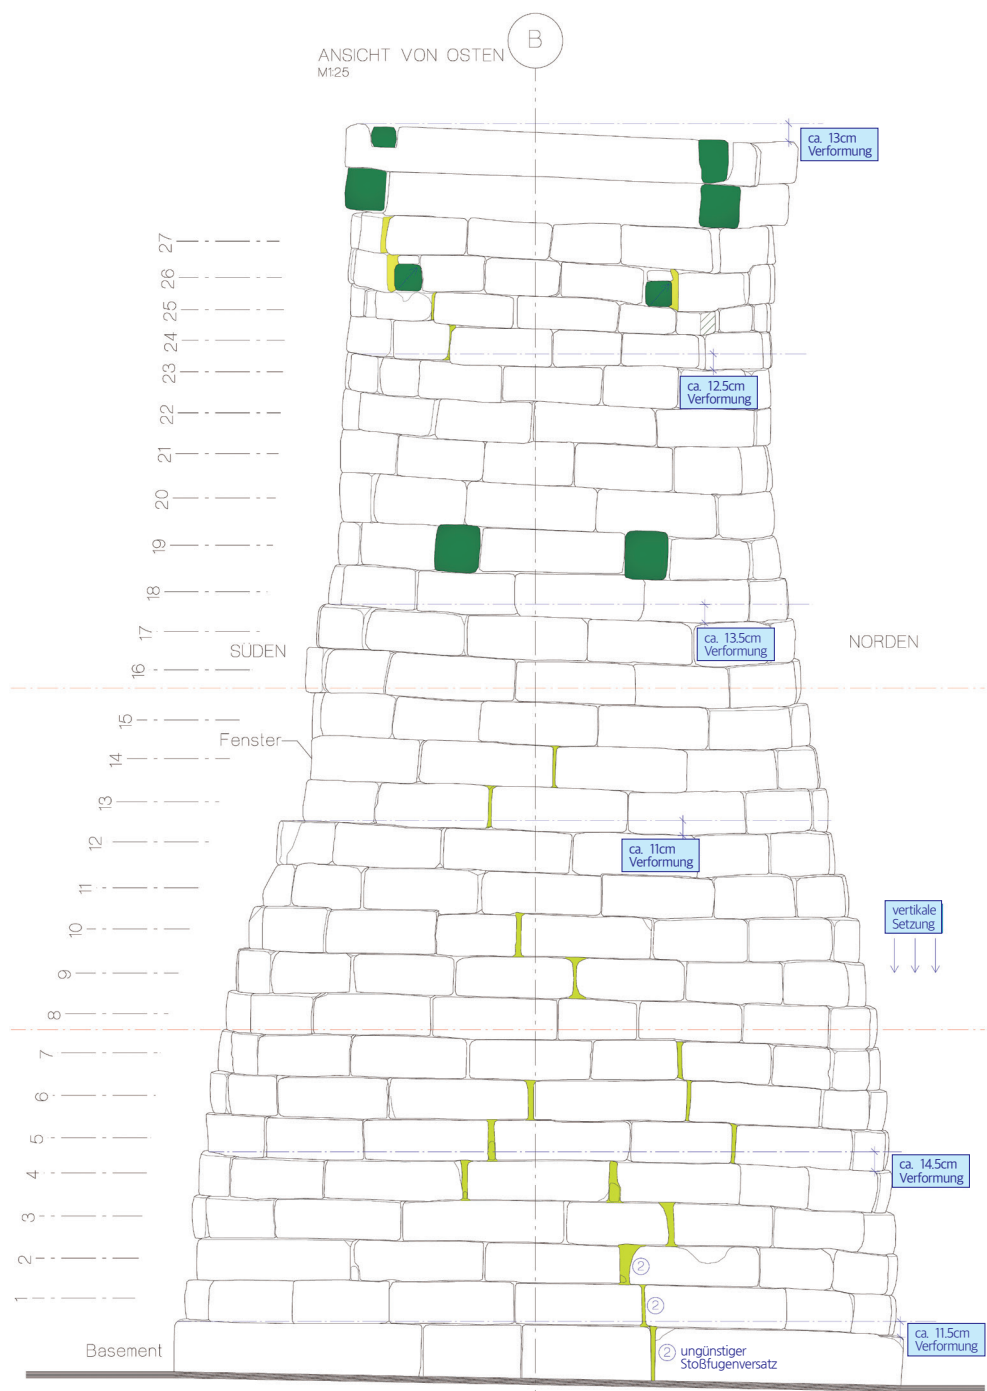 B
ANSICHT VON OSTEN
M1:25
ca. 13cm
Verformung
27
26
25
24
23
ca. 12.5cm
Verformung
22
21
20
19
18
17
ca. 13.5cm
Verformung
SÜDEN
NORDEN
16
15
Fenster
14
13
12
ca. 11cm
Verformung
11
vertikale
Setzung
10
9
8
7
6
5
4
ca. 14.5cm
Verformung
3
2
2
1
2
ca. 11.5cm
Verformung
Basement
2 ungünstiger
Stoßfugenversatz